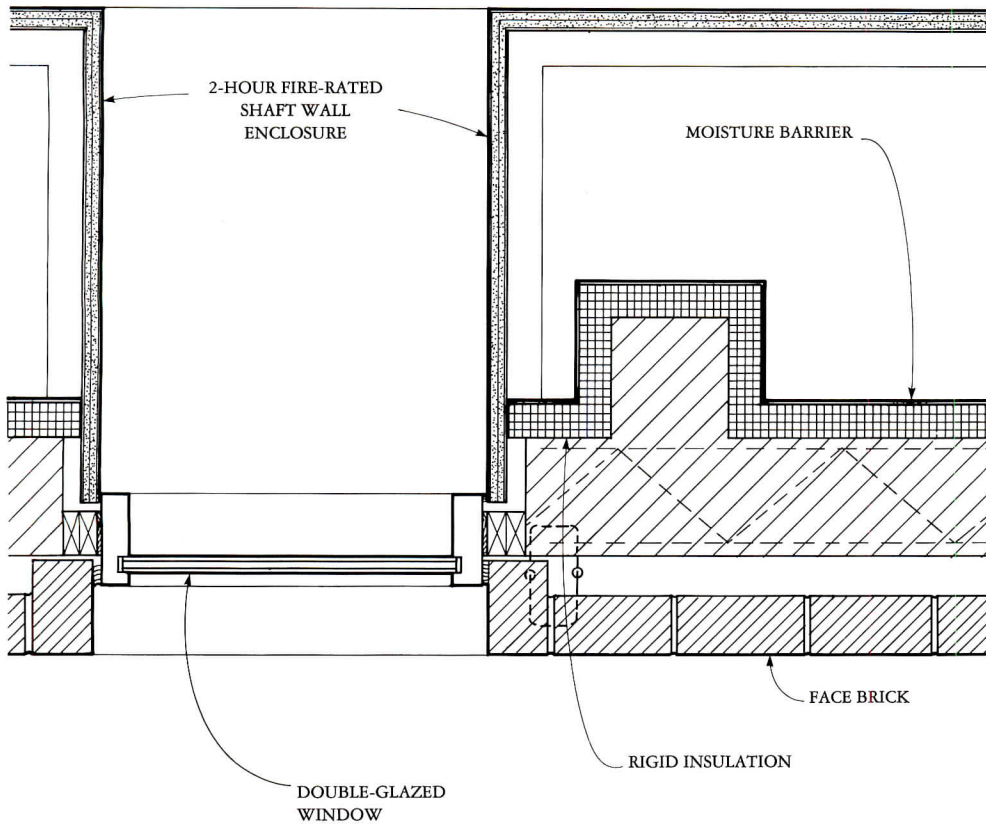 2-HOUR FIRE-RATED
SHAFT WALL
ENCLOSURE
MOISTURE BARRIER
FACE BRICK
RIGID INSULATION
DOUBLE-GLAZED
WINDOW